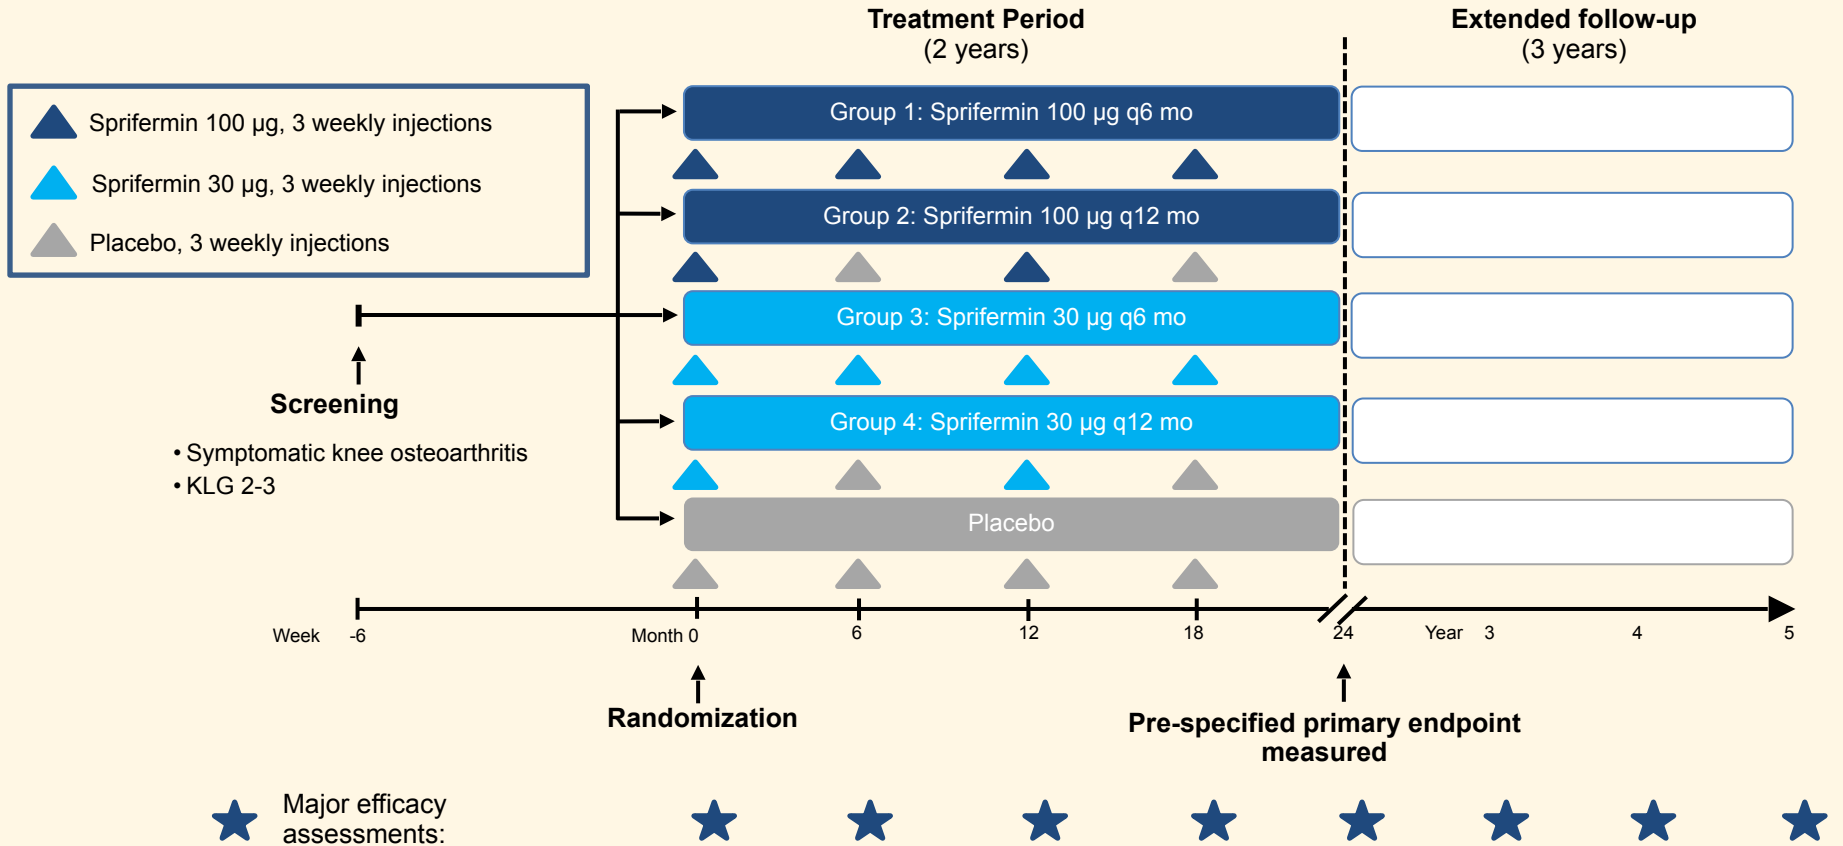 Treatment Period
(2 years)
Extended follow-up
(3 years)
Sprifermin 100 µg, 3 weekly injections
Sprifermin 30 µg, 3 weekly injections
Placebo, 3 weekly injections
Group 1: Sprifermin 100 µg q6 mo
Group 2: Sprifermin 100 µg q12 mo
Group 3: Sprifermin 30 µg q6 mo
Group 4: Sprifermin 30 µg q12 mo
Placebo
Screening
• Symptomatic knee osteoarthritis
• KLG 2-3
Week -6 Month 0 6 12 18 24 Year 3 4 5
Randomization
Pre-specified primary endpoint
measured
Major efficacy
assessments: